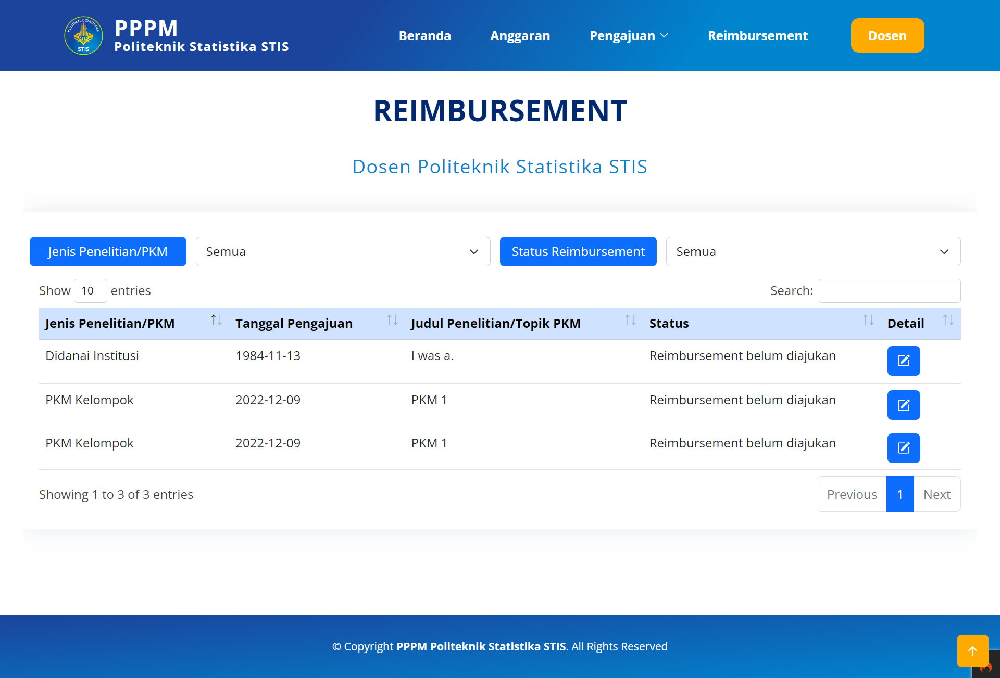 POLITEKNIK STATISTIKA
STIS
PPPM
Politeknik Statistika STIS
Beranda
Anggaran
Pengajuan
Reimbursement
Dosen
REIMBURSEMENT
Dosen Politeknik Statistika STIS
Jenis Penelitian/PKM
Semua
Status Reimbursement
Semua
Show 10 entries
Search:
Jenis Penelitian/PKM Tanggal Pengajuan Judul Penelitian/Topik PKM Status Detail
Didanai Institusi 1984-11-13 I was a. Reimbursement belum diajukan
PKM Kelompok 2022-12-09 PKM 1 Reimbursement belum diajukan
PKM Kelompok 2022-12-09 PKM 1 Reimbursement belum diajukan
Showing 1 to 3 of 3 entries
Previous 1 Next
© Copyright PPPM Politeknik Statistika STIS. All Rights Reserved